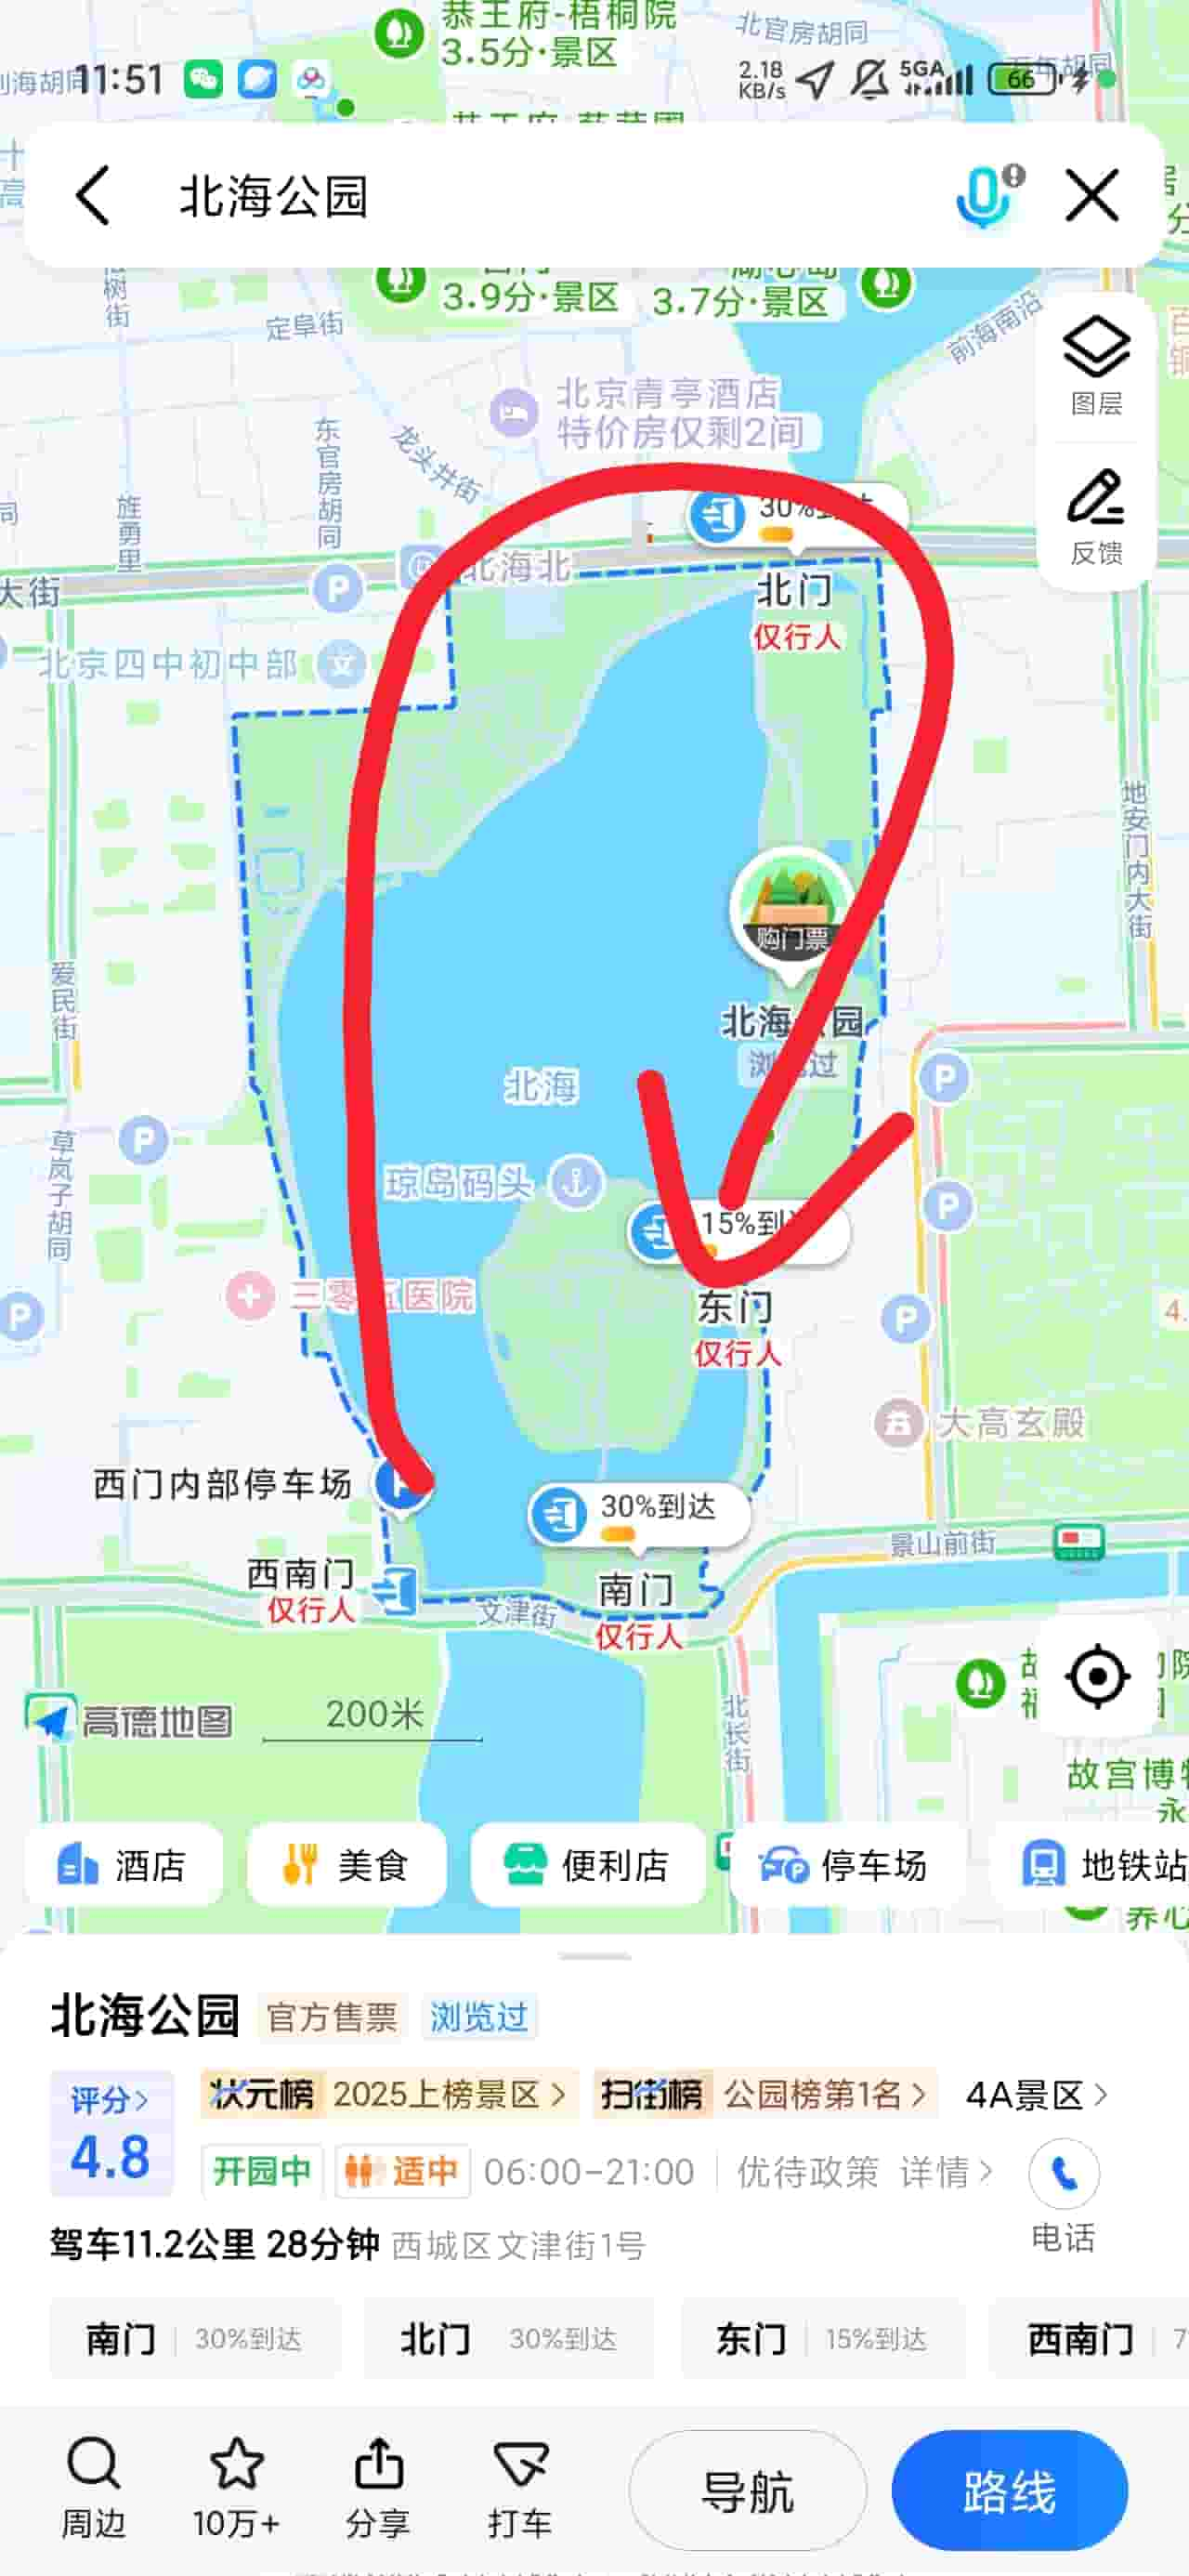 恭王府-梧桐院
3.5分·景区
北官房胡同
11:51
2.18
KB/s
5GA
66
北海公园
树街
定阜街
3.9分·景区
3.7分·景区
前海南沿
图层
反馈
北京青亭酒店
特价房仅剩2间
东官房胡同
龙头井街
旌勇里
大街
北海北
30%到达
北门
仅行人
北京四中初中部
地安门内大街
购门票
北海公园
浏览过
爱民街
北海
草岚子胡同
琼岛码头
15%到达
三零五医院
东门
仅行人
大高玄殿
西门内部停车场
30%到达
景山前街
西南门
仅行人
文津街
南门
仅行人
高德地图
200米
北长街
故宫博
酒店
美食
便利店
停车场
地铁站
养心
北海公园
官方售票
浏览过
评分
4.8
状元榜 2025上榜景区
扫街榜 公园榜第1名
4A景区
开园中
适中
06:00-21:00
优待政策 详情
电话
驾车11.2公里 28分钟 西城区文津街1号
南门 30%到达
北门 30%到达
东门 15%到达
西南门
周边
10万+
分享
打车
导航
路线